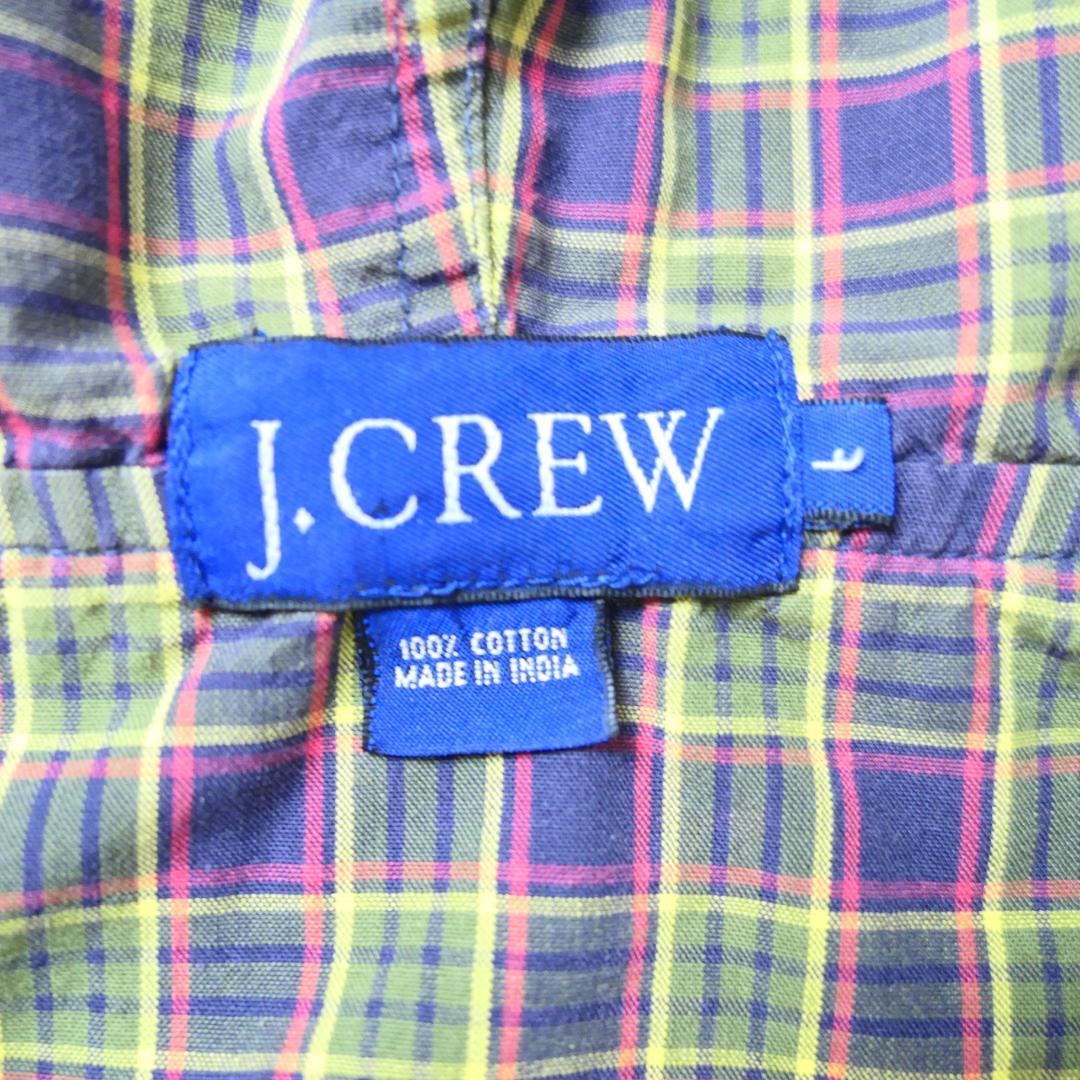 J.CREW
L
100% COTTON
MADE IN INDIA